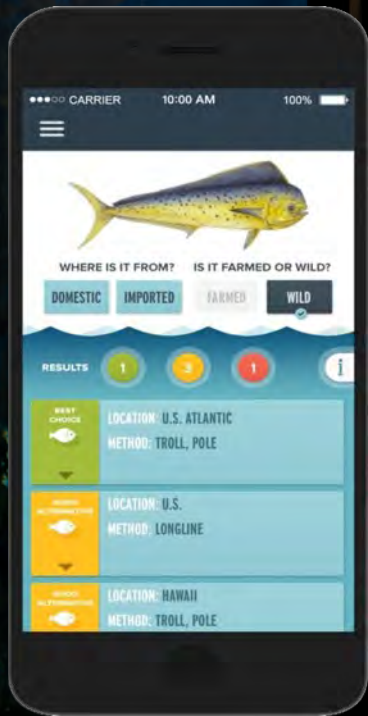 CARRIER 10:00 AM 100%
WHERE IS IT FROM? IS IT FARMED OR WILD?
DOMESTIC IMPORTED FARMED WILD
RESULTS 1 3 1 i
BEST
CHOICE
LOCATION: U.S. ATLANTIC
METHOD: TROLL, POLE
GOOD
ALTERNATIVE
LOCATION: U.S.
METHOD: LONGLINE
GOOD
ALTERNATIVE
LOCATION: HAWAII
METHOD: TROLL, POLE